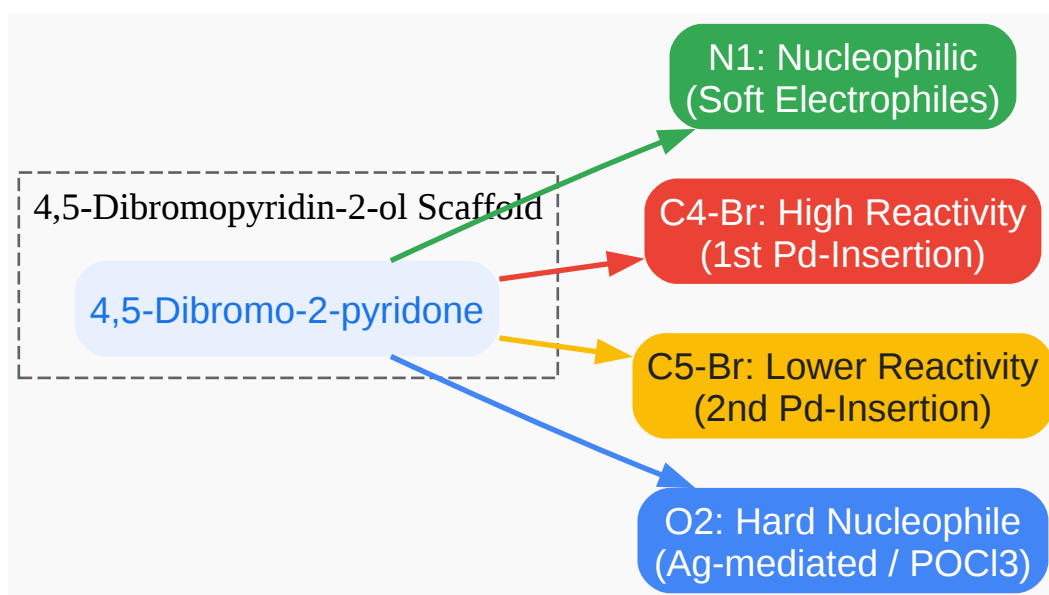 4,5-Dibromopyridin-2-ol Scaffold
4,5-Dibromo-2-pyridone
N1: Nucleophilic
(Soft Electrophiles)
C4-Br: High Reactivity
(1st Pd-Insertion)
C5-Br: Lower Reactivity
(2nd Pd-Insertion)
O2: Hard Nucleophile
(Ag-mediated / POCl3)